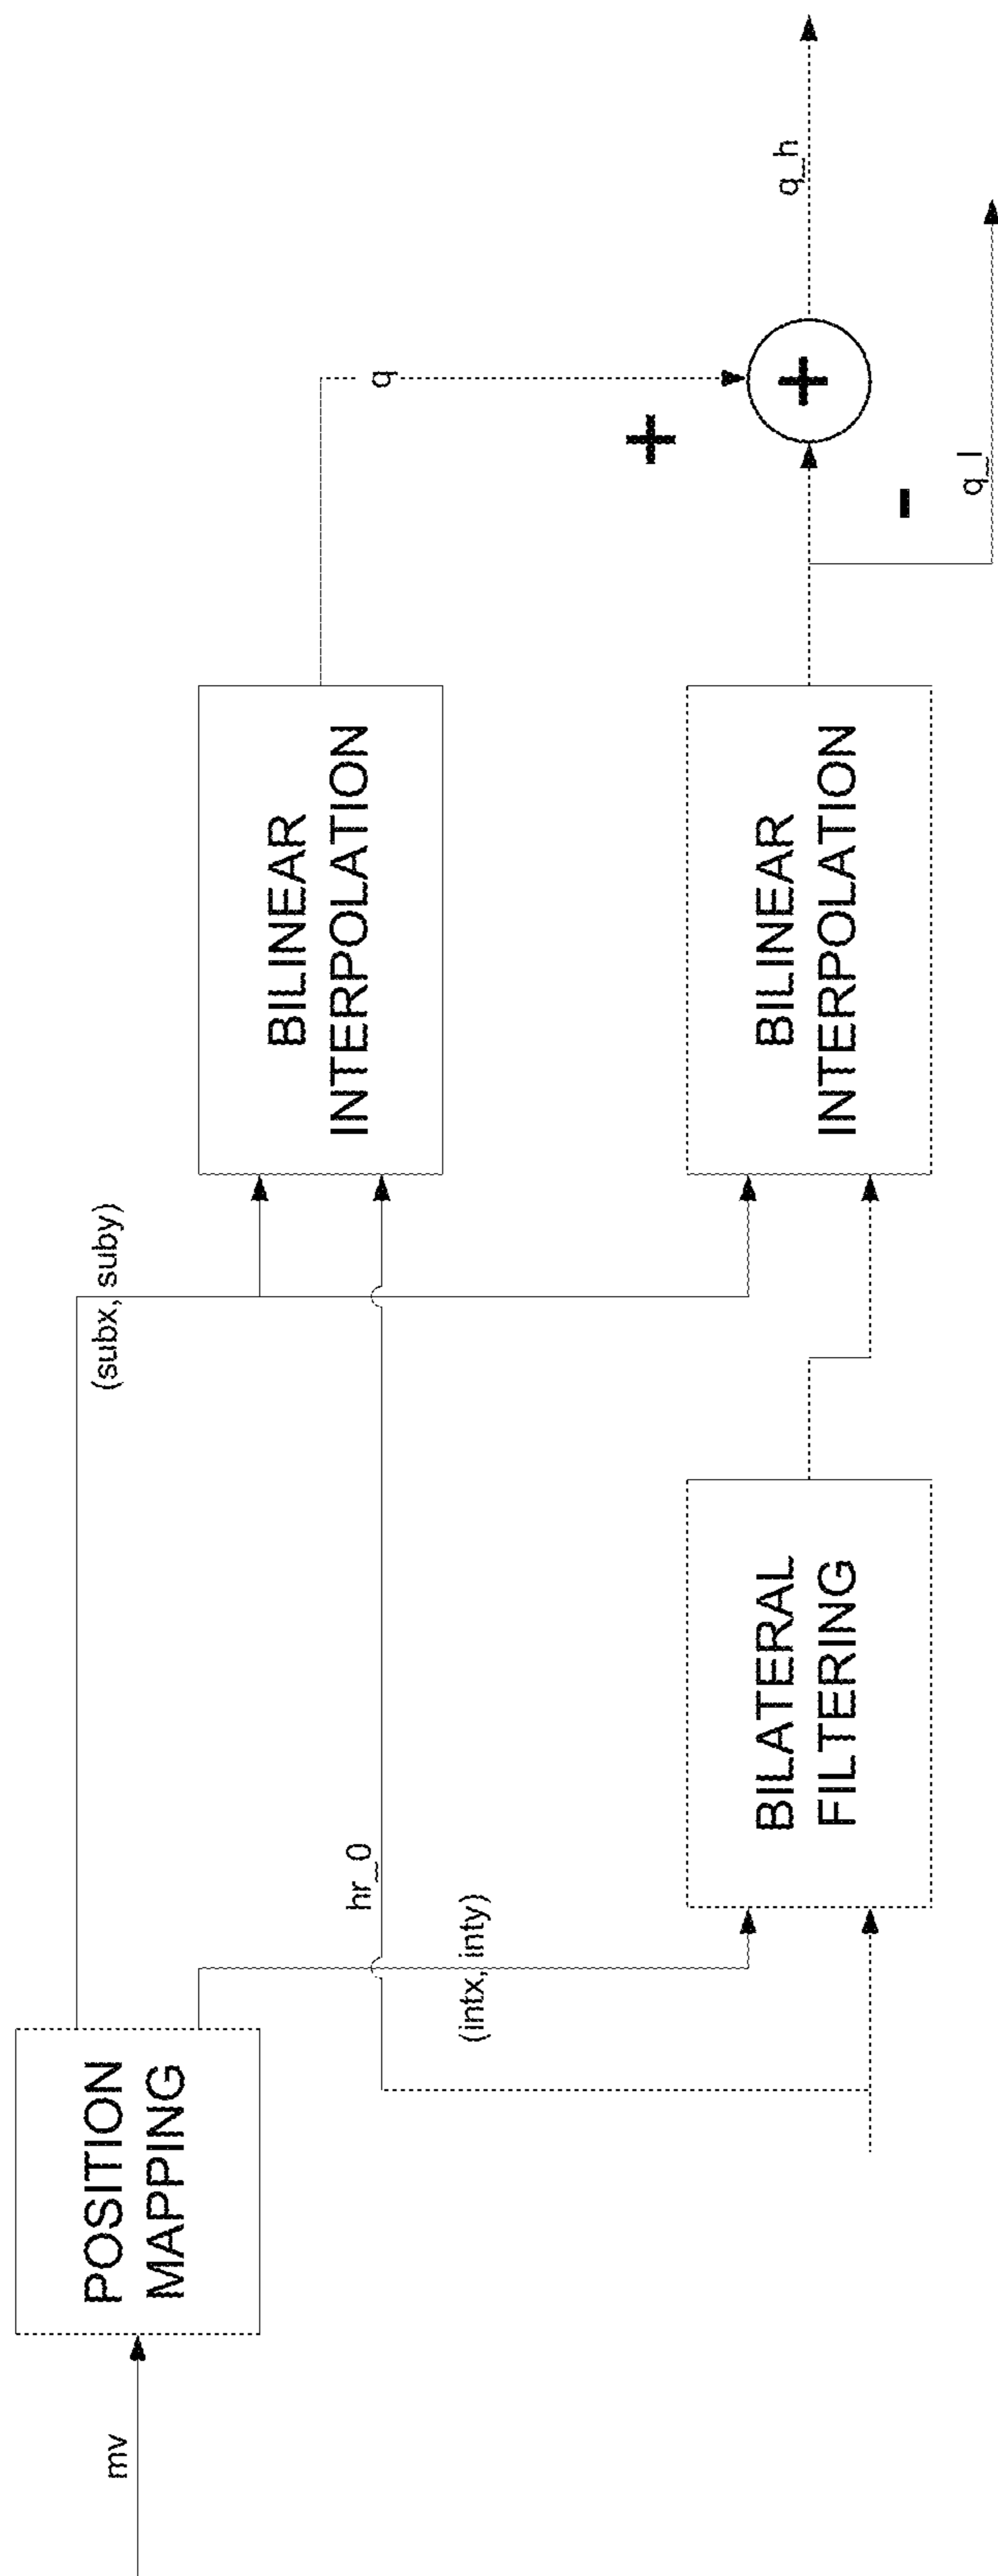 mv
POSITION
MAPPING
(subx, suby)
hr_0
(intx, inty)
BILATERAL
FILTERING
BILINEAR
INTERPOLATION
BILINEAR
INTERPOLATION
q
+
-
+
q_l
q_h